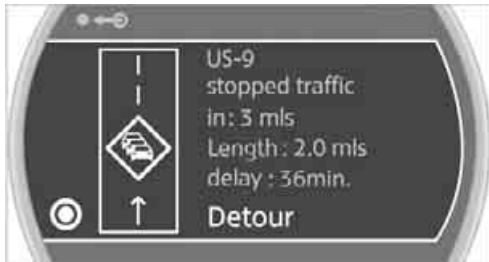 US-9
stopped traffic
in: 3 mls
Length: 2.0 mls
delay : 36min.
Detour